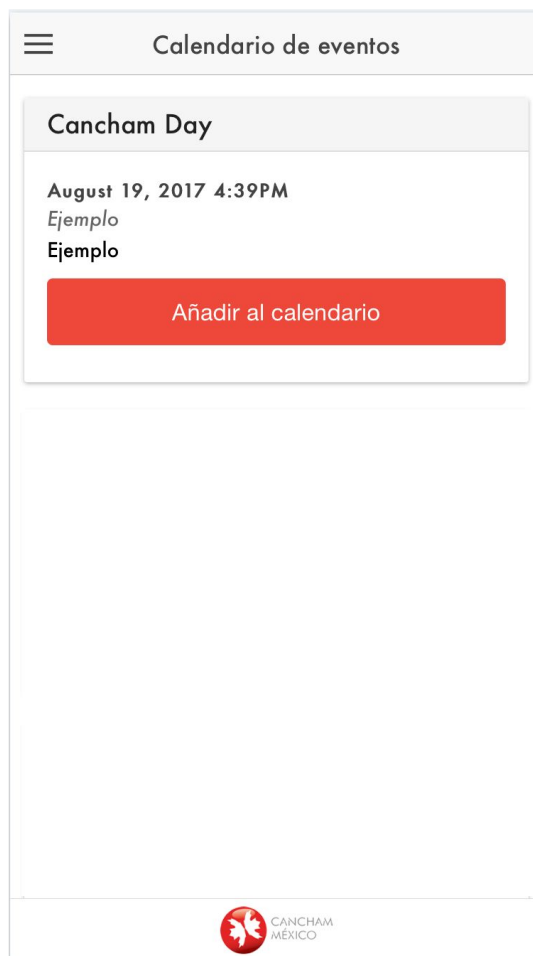 Calendario de eventos
Cancham Day
August 19, 2017 4:39PM
Ejemplo
Ejemplo
Añadir al calendario
CANCHAM
MÉXICO